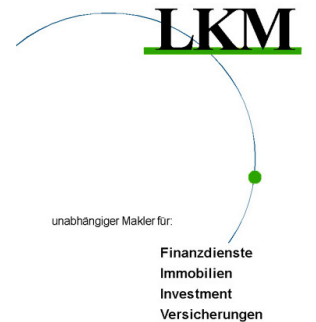 LKM
unabhängiger Makler für:
Finanzdienste
Immobilien
Investment
Versicherungen